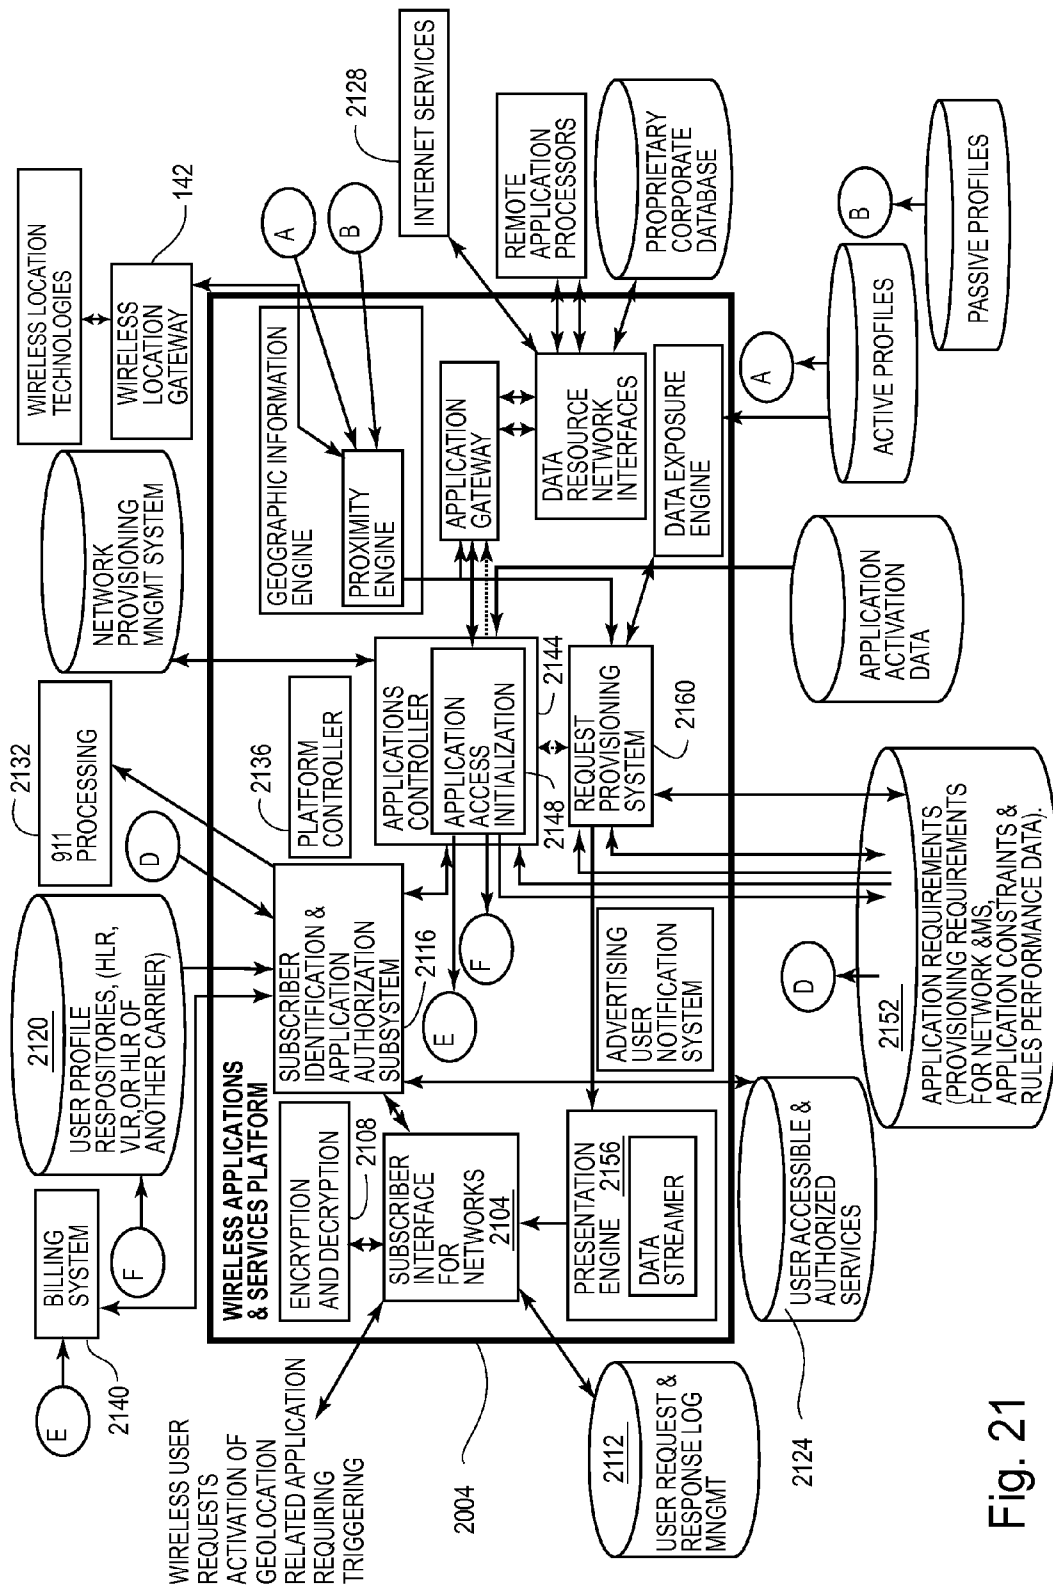 E
BILLING
SYSTEM
2140
F
2120
USER PROFILE
RESPOSITORIES, (HLR,
VLR,OR HLR OF
ANOTHER CARRIER)
D
2132
911
PROCESSING
NETWORK
PROVISIONING
MNGMT SYSTEM
WIRELESS LOCATION
TECHNOLOGIES
WIRELESS
LOCATION
GATEWAY
142
A
B
2128
INTERNET SERVICES
WIRELESS USER
REQUESTS
ACTIVATION OF
GEOLOCATION
RELATED APPLICATION
REQUIRING
TRIGGERING
WIRELESS APPLICATIONS
& SERVICES PLATFORM
ENCRYPTION
AND DECRYPTION
2108
SUBSCRIBER
INTERFACE
FOR
NETWORKS
2104
SUBSCRIBER
IDENTIFICATION &
APPLICATION
AUTHORIZATION
SUBSYSTEM
2116
2136
PLATFORM
CONTROLLER
APPLICATIONS
CONTROLLER
APPLICATION
ACCESS
INITIALIZATION
2144
2148
E
F
GEOGRAPHIC INFORMATION
ENGINE
PROXIMITY
ENGINE
APPLICATION
GATEWAY
DATA
RESOURCE
NETWORK
INTERFACES
REMOTE
APPLICATION
PROCESSORS
PROPRIETARY
CORPORATE
DATABASE
PRESENTATION
ENGINE 2156
DATA
STREAMER
ADVERTISING
USER
NOTIFICATION
SYSTEM
REQUEST
PROVISIONING
SYSTEM
2160
DATA EXPOSURE
ENGINE
2004
2112
USER REQUEST &
RESPONSE LOG
MNGMT
USER ACCESSIBLE &
AUTHORIZED
SERVICES
2124
D
2152
APPLICATION REQUIREMENTS
(PROVISIONING REQUIREMENTS
FOR NETWORK &MS,
APPLICATION CONSTRAINTS &
RULES PERFORMANCE DATA).
APPLICATION
ACTIVATION
DATA
A
ACTIVE PROFILES
B
PASSIVE PROFILES
Fig. 21